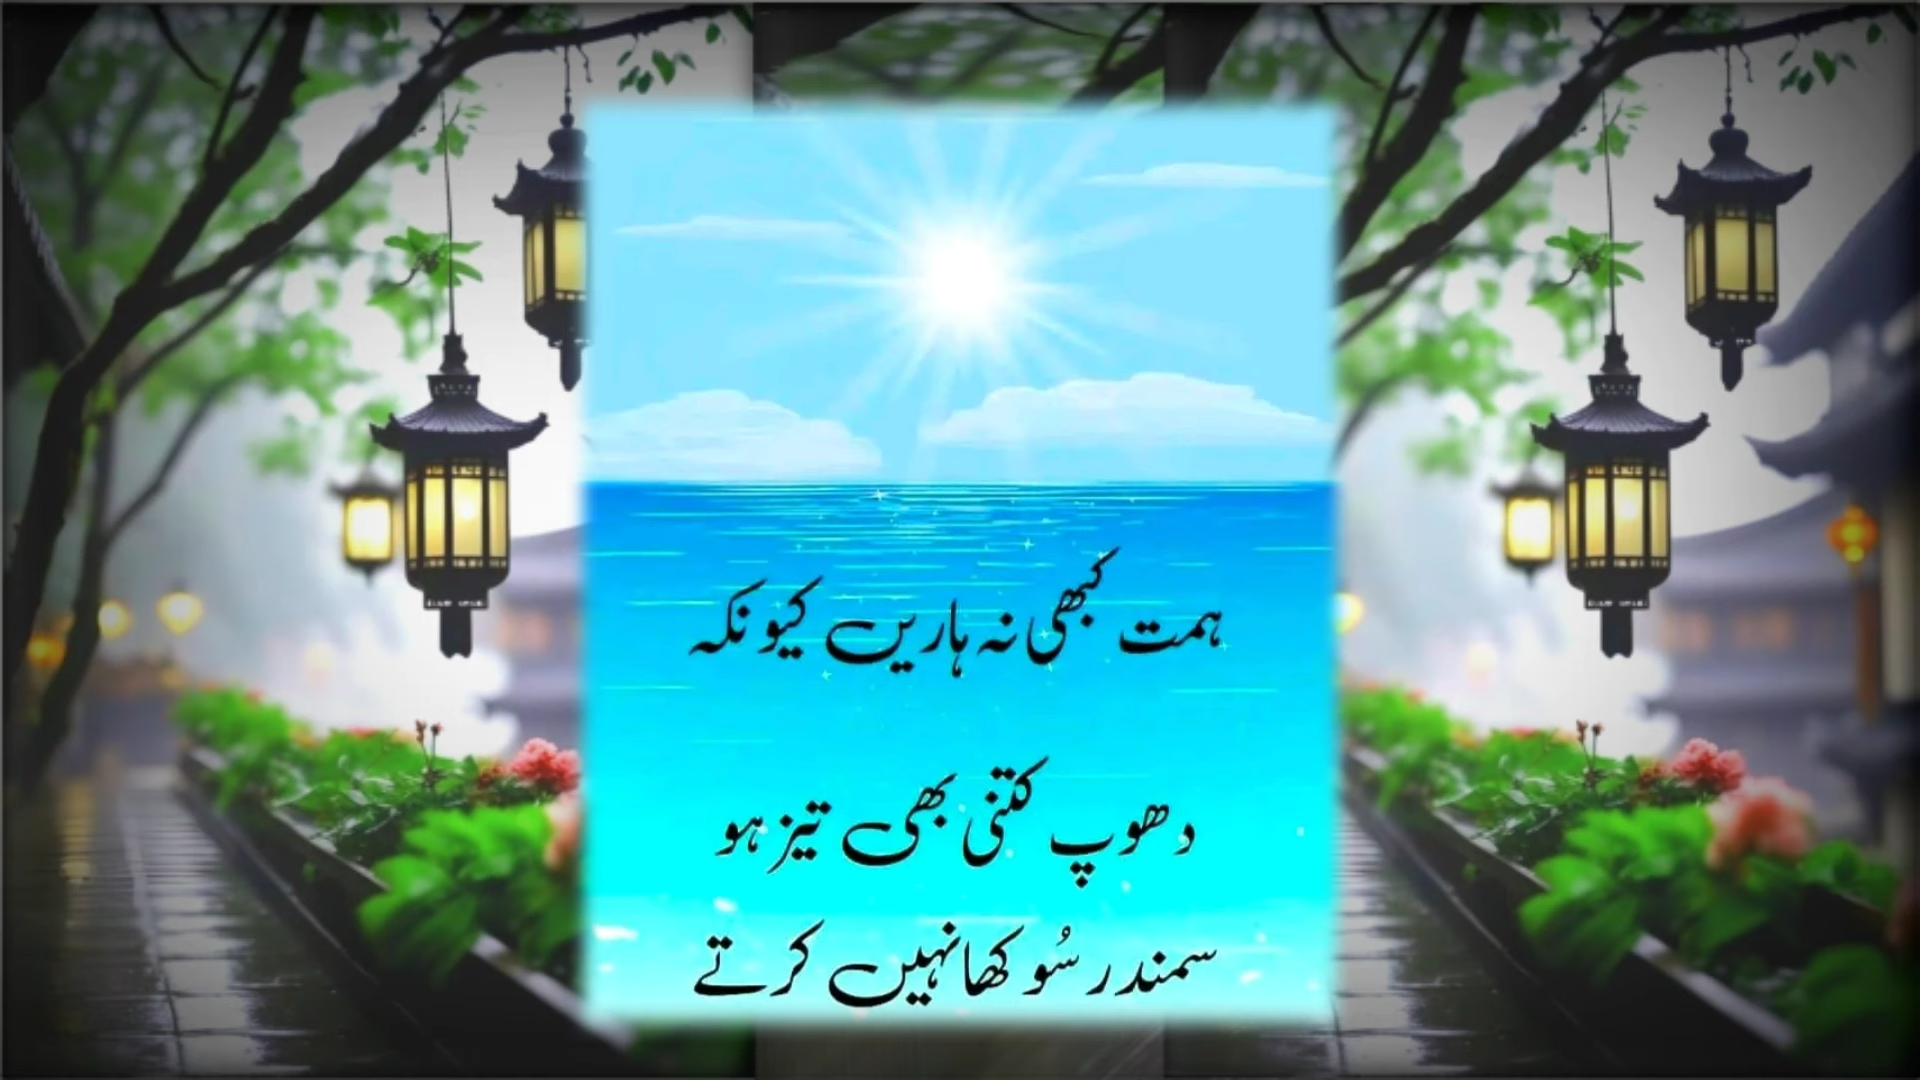 ہمت کبھی نہ ہاریں کیونکہ
دھوپ کتنی بھی تیز ہو
سمندر سُوکھا نہیں کرتے